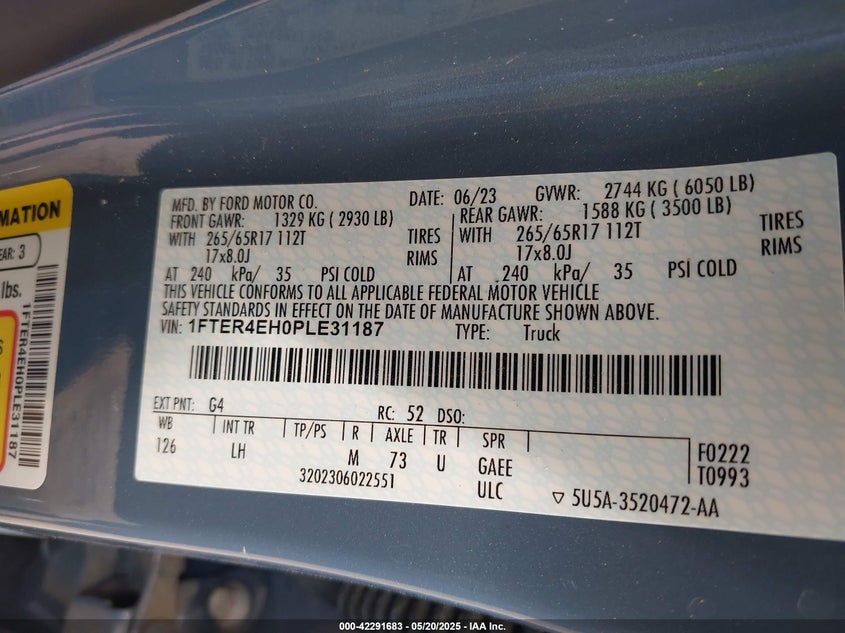 MATION
EAR: 3
lbs.
1FTER4EH0PLE31187
MFD. BY FORD MOTOR CO. DATE: 06/23 GVWR: 2744 KG ( 6050 LB)
FRONT GAWR: 1329 KG ( 2930 LB) REAR GAWR: 1588 KG ( 3500 LB)
WITH 265/65R17 112T TIRES WITH 265/65R17 112T TIRES
17x8.0J RIMS 17x8.0J RIMS
AT 240 kPa/ 35 PSI COLD AT 240 kPa/ 35 PSI COLD
THIS VEHICLE CONFORMS TO ALL APPLICABLE FEDERAL MOTOR VEHICLE
SAFETY STANDARDS IN EFFECT ON THE DATE OF MANUFACTURE SHOWN ABOVE.
VIN: 1FTER4EH0PLE31187 TYPE: Truck
EXT PNT: G4 RC: 52 DSO:
WB INT TR TP/PS R AXLE TR SPR
126 LH M 73 U GAEE F0222
3202306022551 ULC T0993
▽ 5U5A-3520472-AA
000-42291683 — 05/20/2025 — IAA Inc.